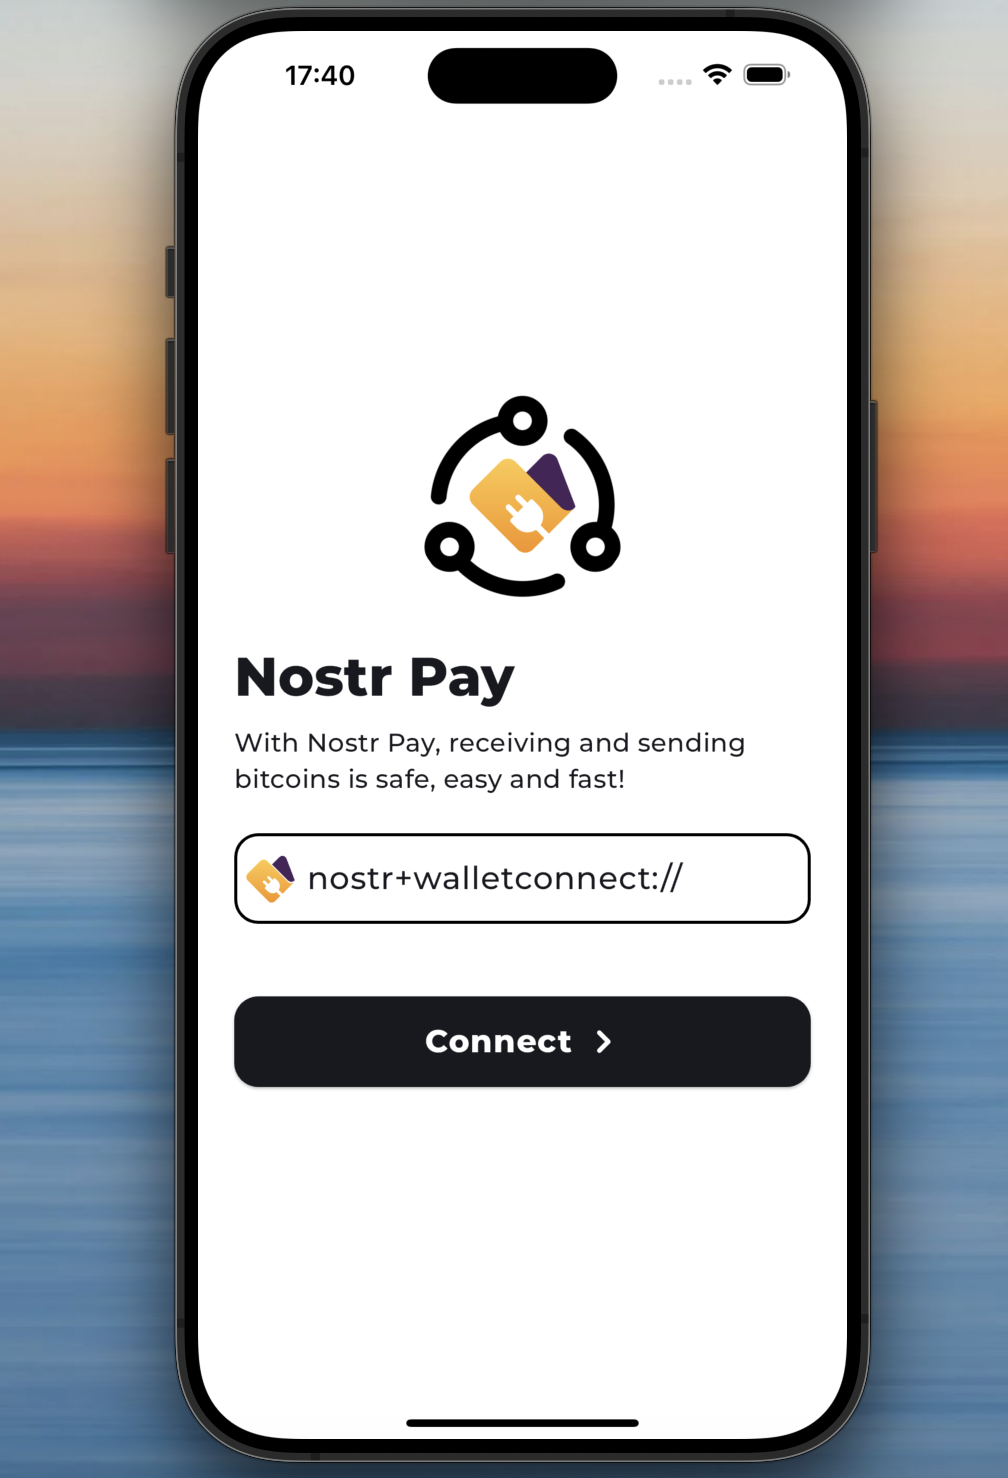 17:40
Nostr Pay
With Nostr Pay, receiving and sending
bitcoins is safe, easy and fast!
nostr+walletconnect://
Connect